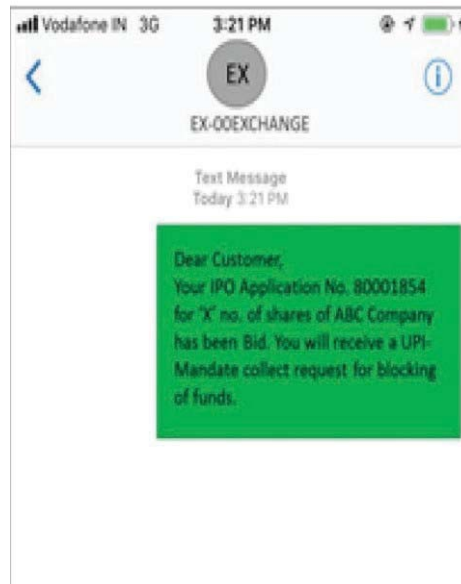 Vodafone IN 3G 3:21 PM
EX
EX-OOEXCHANGE
Text Message
Today 3:21 PM
Dear Customer,
Your IPO Application No. 80001854
for "X" no. of shares of ABC Company
has been Bid. You will receive a UPI-
Mandate collect request for blocking
of funds.